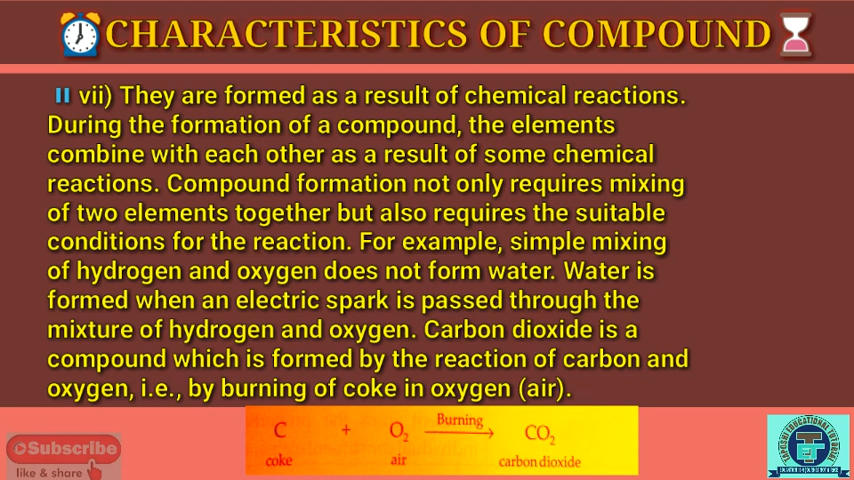 CHARACTERISTICS OF COMPOUND
vii) They are formed as a result of chemical reactions.
During the formation of a compound, the elements
combine with each other as a result of some chemical
reactions. Compound formation not only requires mixing
of two elements together but also requires the suitable
conditions for the reaction. For example, simple mixing
of hydrogen and oxygen does not form water. Water is
formed when an electric spark is passed through the
mixture of hydrogen and oxygen. Carbon dioxide is a
compound which is formed by the reaction of carbon and
oxygen, i.e., by burning of coke in oxygen (air).
C + O₂ Burning → CO₂
coke air carbon dioxide
Subscribe
like & share
TET